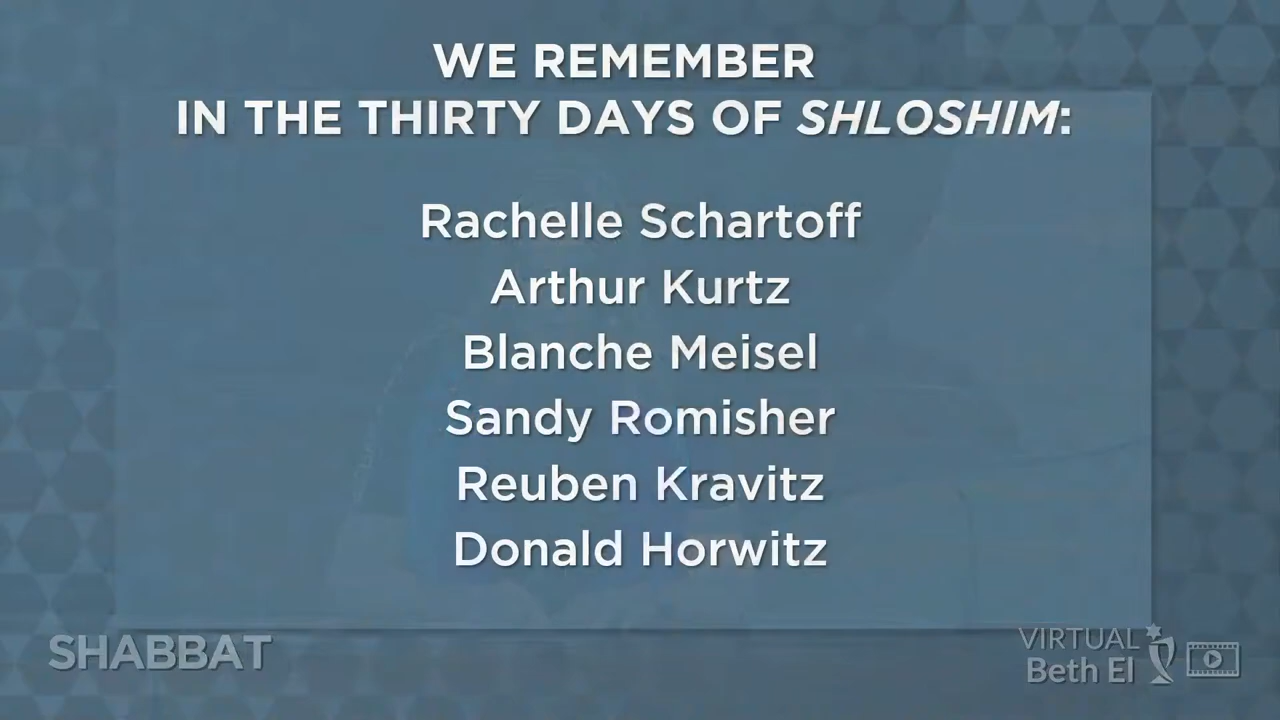 WE REMEMBER
IN THE THIRTY DAYS OF SHLOSHIM:
Rachelle Schartoff
Arthur Kurtz
Blanche Meisel
Sandy Romisher
Reuben Kravitz
Donald Horwitz
SHABBAT
VIRTUAL
Beth El